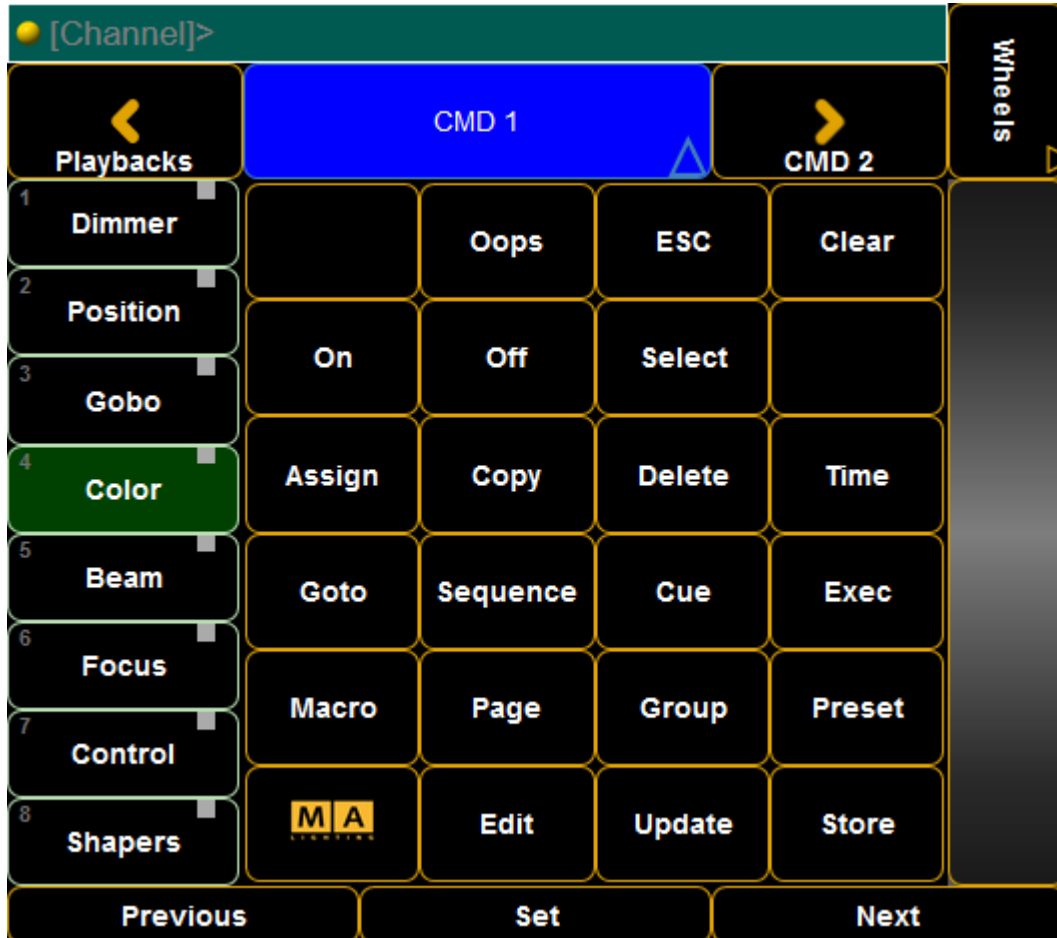 [Channel]>
Wheels
Playbacks
CMD 1
CMD 2
1
Dimmer
Oops
ESC
Clear
2
Position
On
Off
Select
3
Gobo
4
Color
Assign
Copy
Delete
Time
5
Beam
Goto
Sequence
Cue
Exec
6
Focus
Macro
Page
Group
Preset
7
Control
8
Shapers
MA
LIGHTING
Edit
Update
Store
Previous
Set
Next